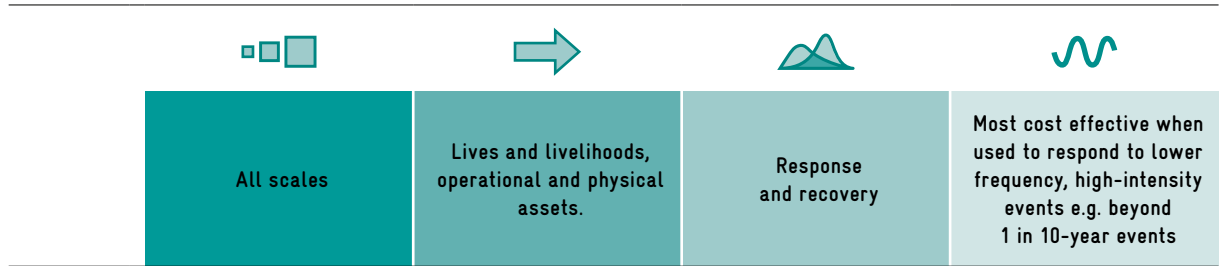 All scales
Lives and livelihoods,
operational and physical
assets.
Response
and recovery
Most cost effective when
used to respond to lower
frequency, high-intensity
events e.g. beyond
1 in 10-year events